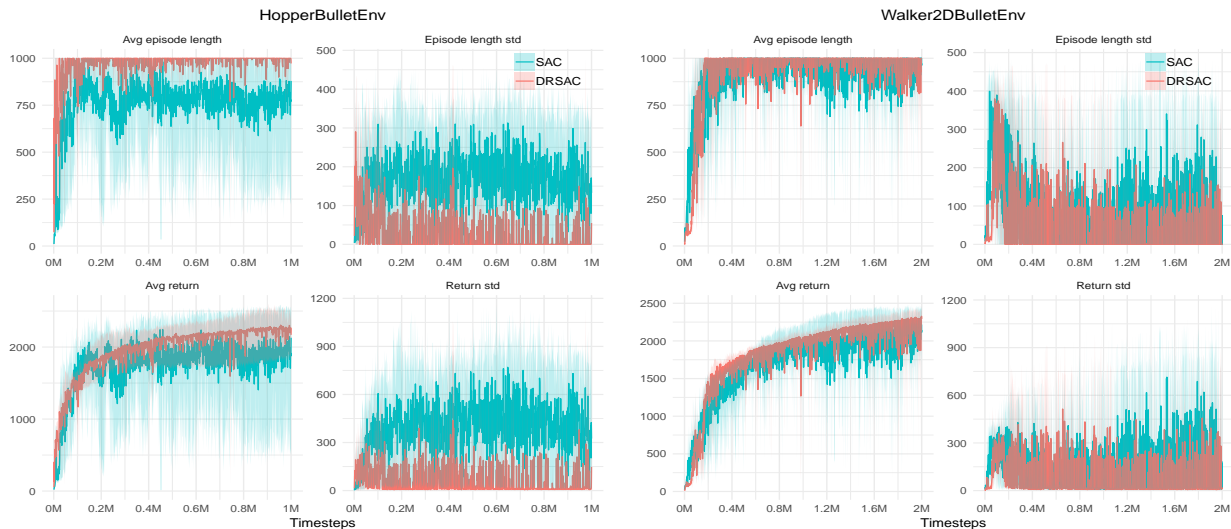 HopperBulletEnv
Walker2DBulletEnv
Avg episode length
Episode length std
Avg episode length
Episode length std
1000
750
500
250
0
0M 0.2M 0.4M 0.6M 0.8M 1M
500
400
300
200
100
0
0M 0.2M 0.4M 0.6M 0.8M 1M
SAC
DRSAC
1000
750
500
250
0
0M 0.4M 0.8M 1.2M 1.6M 2M
500
400
300
200
100
0
0M 0.4M 0.8M 1.2M 1.6M 2M
SAC
DRSAC
Avg return
Return std
Avg return
Return std
2000
1000
0
0M 0.2M 0.4M 0.6M 0.8M 1M
1200
900
600
300
0
0M 0.2M 0.4M 0.6M 0.8M 1M
2500
2000
1500
1000
500
0
0M 0.4M 0.8M 1.2M 1.6M 2M
1200
900
600
300
0
0M 0.4M 0.8M 1.2M 1.6M 2M
Timesteps
Timesteps